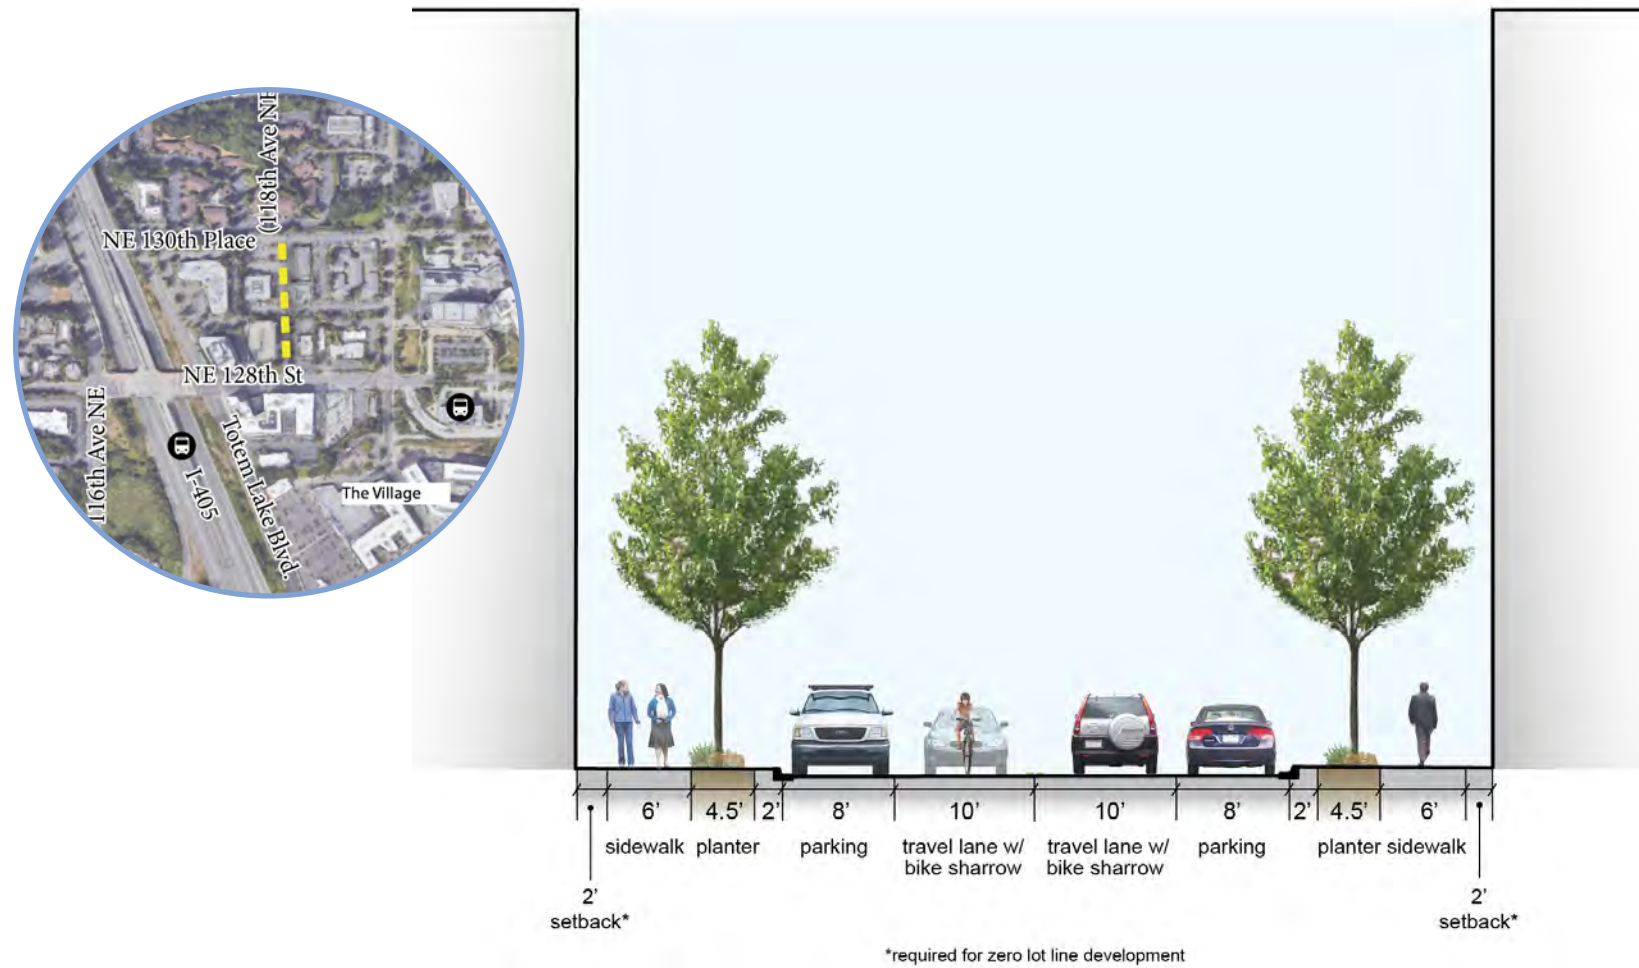 (118th Ave NE
NE 130th Place
NE 128th St
116th Ave NE
Totem Lake Blvd.
I-405
The Village
6'
4.5'
2'
8'
10'
10'
8'
2'
4.5'
6'
sidewalk
planter
parking
travel lane w/
bike sharrow
travel lane w/
bike sharrow
parking
planter
sidewalk
2'
setback*
2'
setback*
*required for zero lot line development